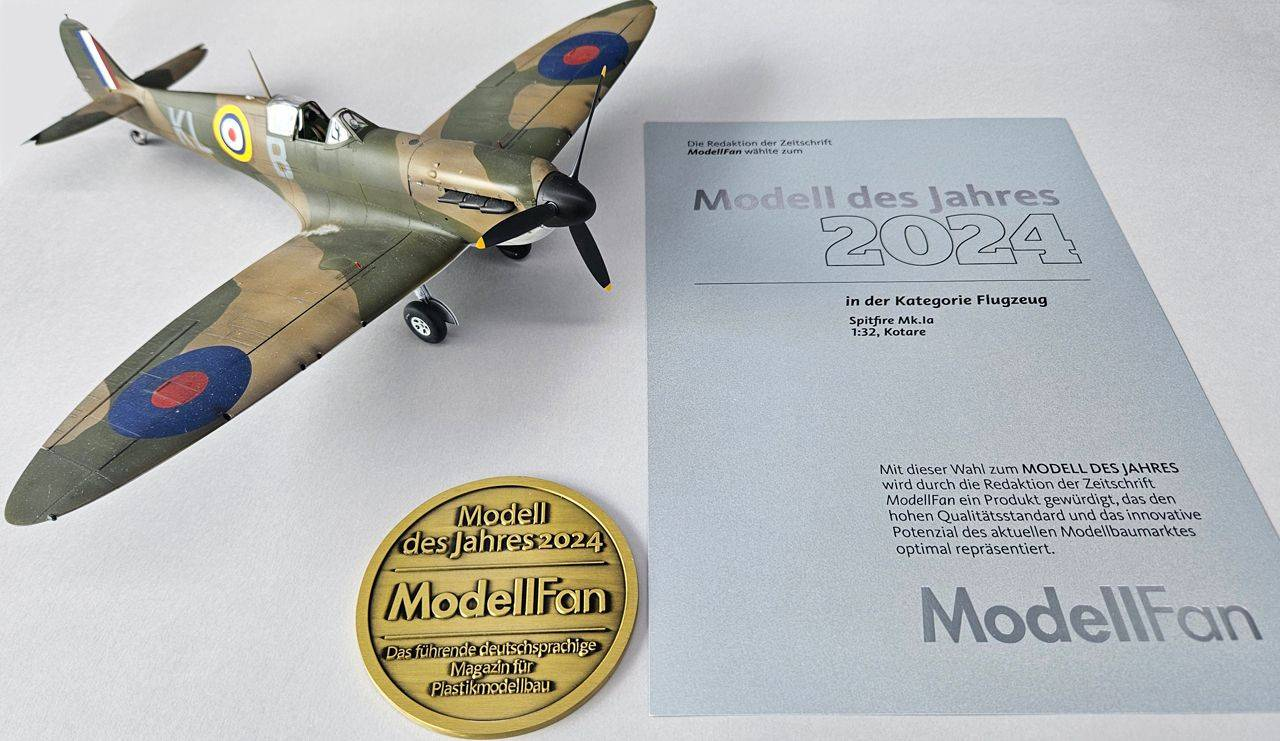 KL
B
Die Redaktion der Zeitschrift
ModellFan wählte zum
Modell des Jahres
2024
in der Kategorie Flugzeug
Spitfire Mk.Ia
1:32, Kotare
Mit dieser Wahl zum MODELL DES JAHRES
wird durch die Redaktion der Zeitschrift
ModellFan ein Produkt gewürdigt, das den
hohen Qualitätsstandard und das innovative
Potenzial des aktuellen Modellbaumarktes
optimal repräsentiert.
ModellFan
Modell
des Jahres 2024
ModellFan
Das führende deutschsprachige
Magazin für
Plastikmodellbau